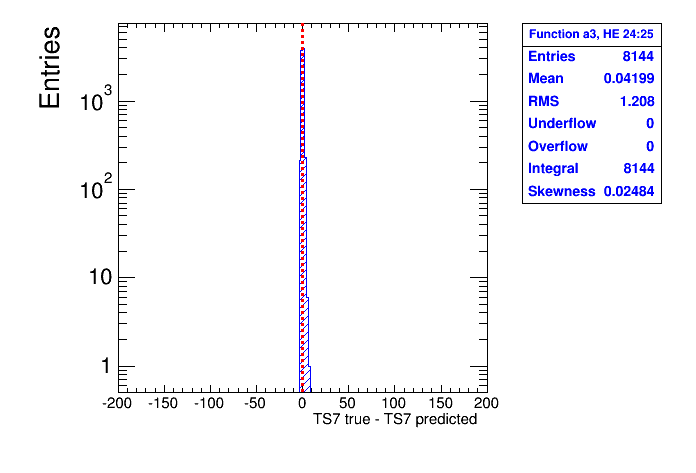 Entries
10³
10²
10
1
-200 -150 -100 -50 0 50 100 150 200
TS7 true - TS7 predicted
Function a3, HE 24:25
Entries 8144
Mean 0.04199
RMS 1.208
Underflow 0
Overflow 0
Integral 8144
Skewness 0.02484